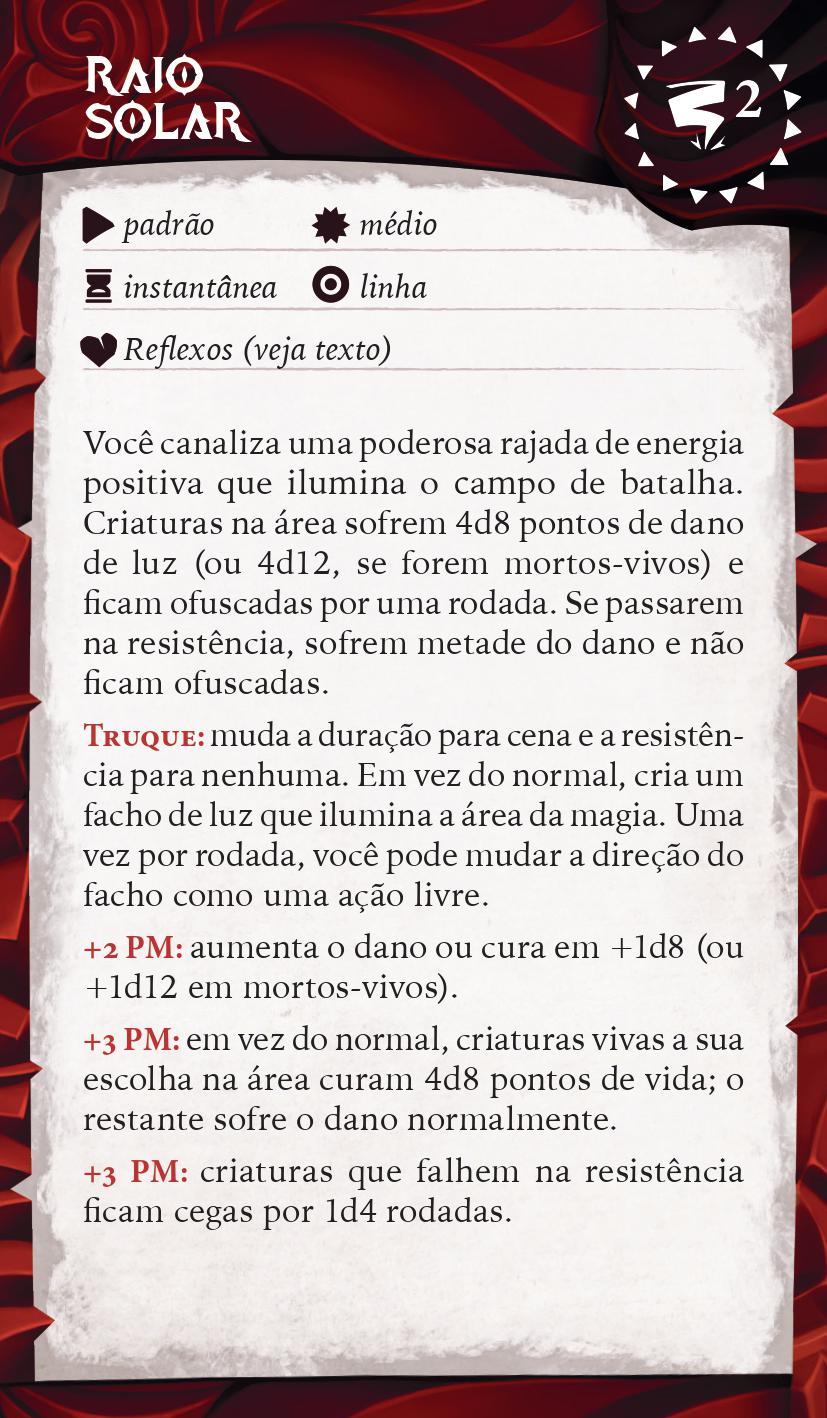 RAIO
SOLAR
2
padrão médio
instantânea linha
Reflexos (veja texto)
Você canaliza uma poderosa rajada de energia
positiva que ilumina o campo de batalha.
Criaturas na área sofrem 4d8 pontos de dano
de luz (ou 4d12, se forem mortos-vivos) e
ficam ofuscadas por uma rodada. Se passarem
na resistência, sofrem metade do dano e não
ficam ofuscadas.
TRUQUE: muda a duração para cena e a resistên-
cia para nenhuma. Em vez do normal, cria um
facho de luz que ilumina a área da magia. Uma
vez por rodada, você pode mudar a direção do
facho como uma ação livre.
+2 PM: aumenta o dano ou cura em +1d8 (ou
+1d12 em mortos-vivos).
+3 PM: em vez do normal, criaturas vivas a sua
escolha na área curam 4d8 pontos de vida; o
restante sofre o dano normalmente.
+3 PM: criaturas que falhem na resistência
ficam cegas por 1d4 rodadas.